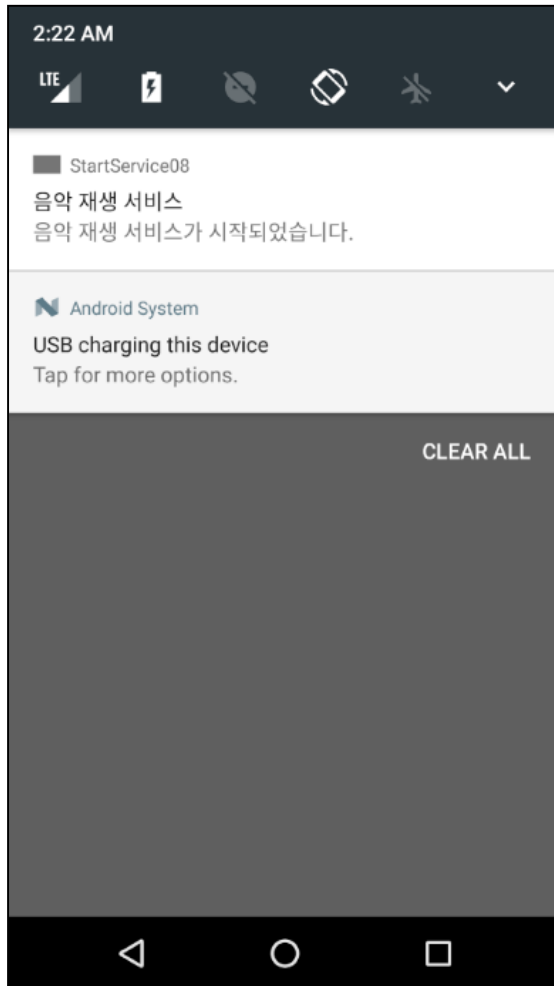 2:22 AM
LTE
StartService08
음악 재생 서비스
음악 재생 서비스가 시작되었습니다.
Android System
USB charging this device
Tap for more options.
CLEAR ALL